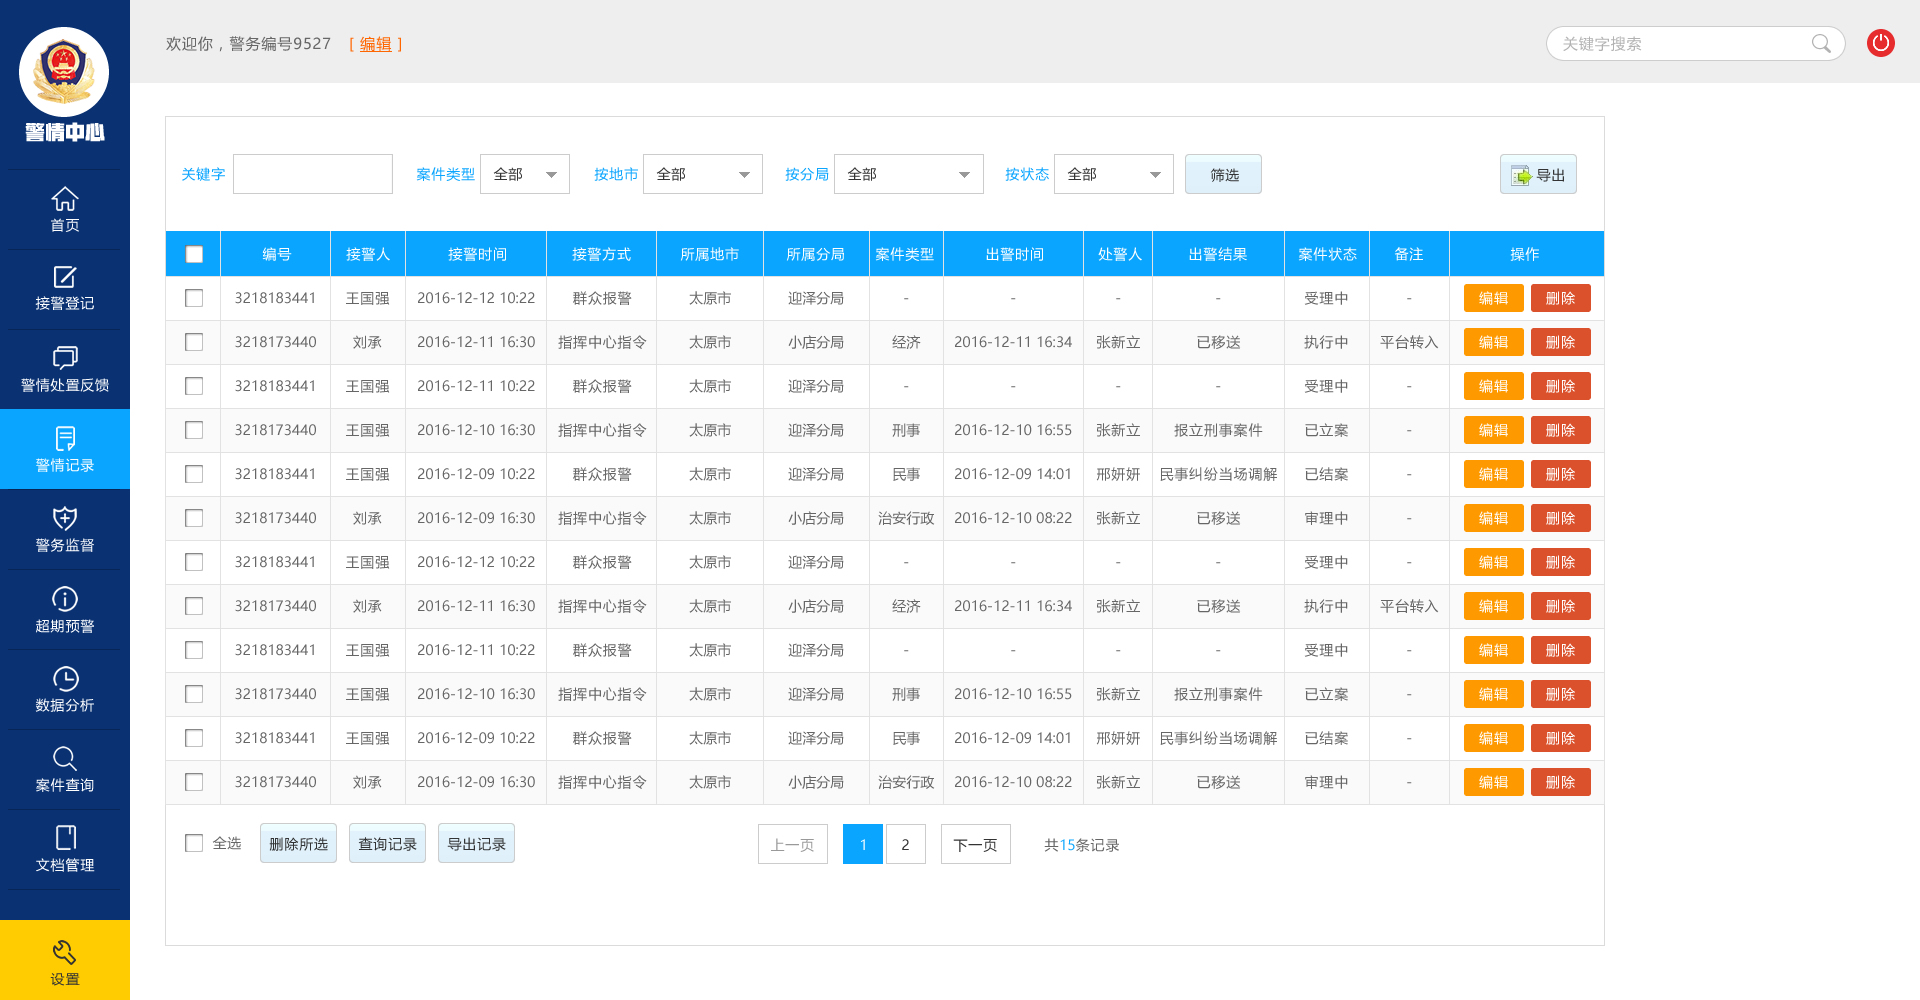 欢迎你，警务编号9527 [ 编辑 ]
关键字搜索
警情中心
首页
接警登记
警情处置反馈
警情记录
警务监督
超期预警
数据分析
案件查询
文档管理
设置
关键字 案件类型 全部 按地市 全部 按分局 全部 按状态 全部 筛选 导出
编号 接警人 接警时间 接警方式 所属地市 所属分局 案件类型 出警时间 处警人 出警结果 案件状态 备注 操作
3218183441 王国强 2016-12-12 10:22 群众报警 太原市 迎泽分局 - - - - 受理中 - 编辑 删除
3218173440 刘承 2016-12-11 16:30 指挥中心指令 太原市 小店分局 经济 2016-12-11 16:34 张新立 已移送 执行中 平台转入 编辑 删除
3218183441 王国强 2016-12-11 10:22 群众报警 太原市 迎泽分局 - - - - 受理中 - 编辑 删除
3218173440 王国强 2016-12-10 16:30 指挥中心指令 太原市 迎泽分局 刑事 2016-12-10 16:55 张新立 报立刑事案件 已立案 - 编辑 删除
3218183441 王国强 2016-12-09 10:22 群众报警 太原市 迎泽分局 民事 2016-12-09 14:01 邢妍妍 民事纠纷当场调解 已结案 - 编辑 删除
3218173440 刘承 2016-12-09 16:30 指挥中心指令 太原市 小店分局 治安行政 2016-12-10 08:22 张新立 已移送 审理中 - 编辑 删除
3218183441 王国强 2016-12-12 10:22 群众报警 太原市 迎泽分局 - - - - 受理中 - 编辑 删除
3218173440 刘承 2016-12-11 16:30 指挥中心指令 太原市 小店分局 经济 2016-12-11 16:34 张新立 已移送 执行中 平台转入 编辑 删除
3218183441 王国强 2016-12-11 10:22 群众报警 太原市 迎泽分局 - - - - 受理中 - 编辑 删除
3218173440 王国强 2016-12-10 16:30 指挥中心指令 太原市 迎泽分局 刑事 2016-12-10 16:55 张新立 报立刑事案件 已立案 - 编辑 删除
3218183441 王国强 2016-12-09 10:22 群众报警 太原市 迎泽分局 民事 2016-12-09 14:01 邢妍妍 民事纠纷当场调解 已结案 - 编辑 删除
3218173440 刘承 2016-12-09 16:30 指挥中心指令 太原市 小店分局 治安行政 2016-12-10 08:22 张新立 已移送 审理中 - 编辑 删除
全选 删除所选 查询记录 导出记录 上一页 1 2 下一页 共15条记录